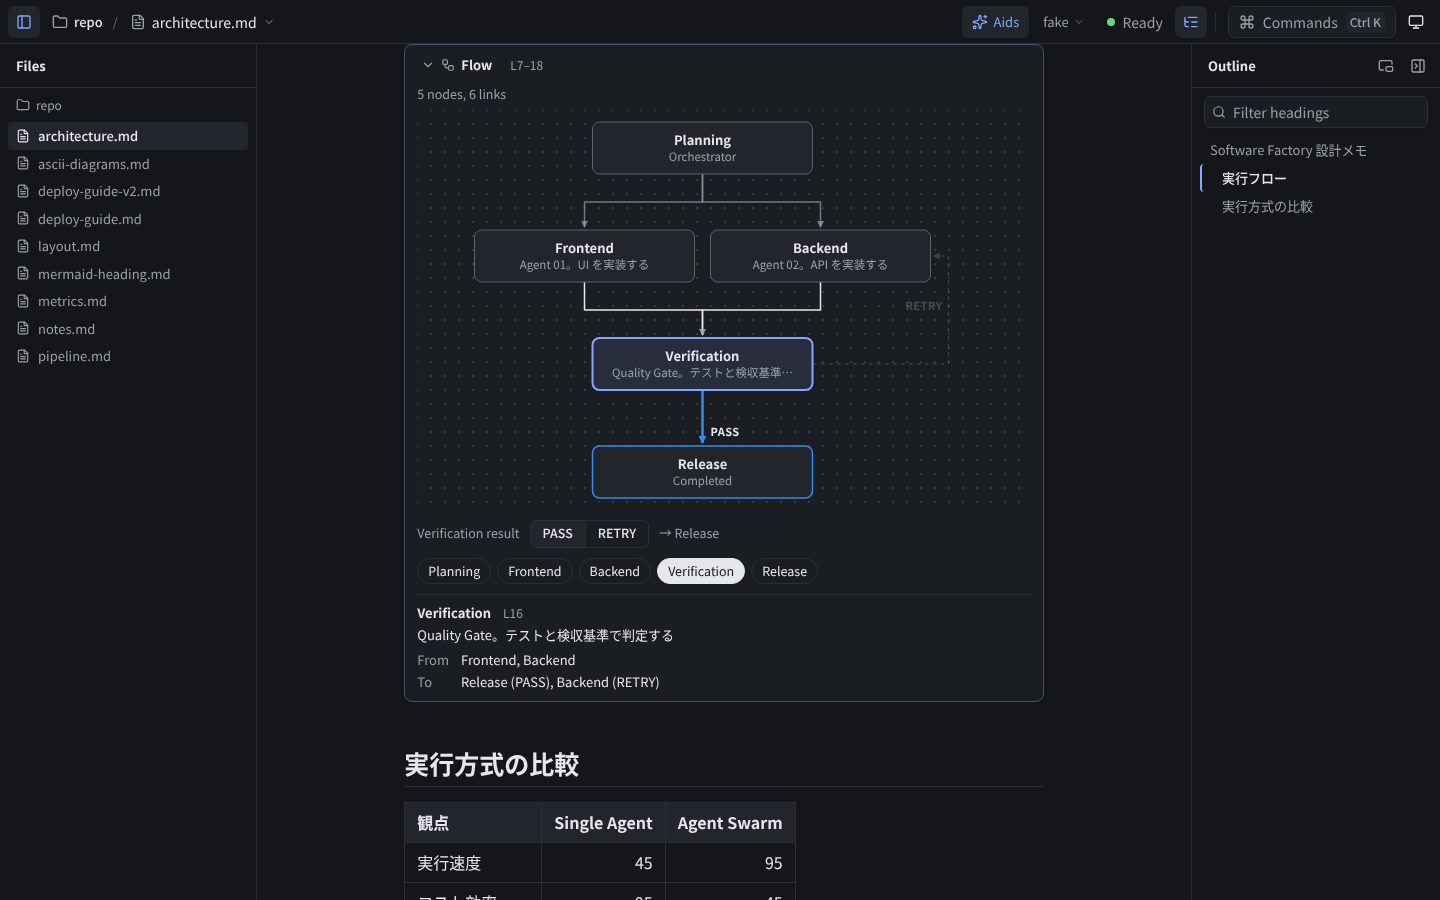 repo / architecture.md
Aids
fake
Ready
Commands Ctrl K
Files
repo
architecture.md
ascii-diagrams.md
deploy-guide-v2.md
deploy-guide.md
layout.md
mermaid-heading.md
metrics.md
notes.md
pipeline.md
Flow L7–18
5 nodes, 6 links
Planning
Orchestrator
Frontend
Agent 01。UI を実装する
Backend
Agent 02。API を実装する
RETRY
Verification
Quality Gate。テストと検収基準…
PASS
Release
Completed
Verification result PASS RETRY → Release
Planning Frontend Backend Verification Release
Verification L16
Quality Gate。テストと検収基準で判定する
From Frontend, Backend
To Release (PASS), Backend (RETRY)
実行方式の比較
観点 Single Agent Agent Swarm
実行速度 45 95
Outline
Filter headings
Software Factory 設計メモ
実行フロー
実行方式の比較